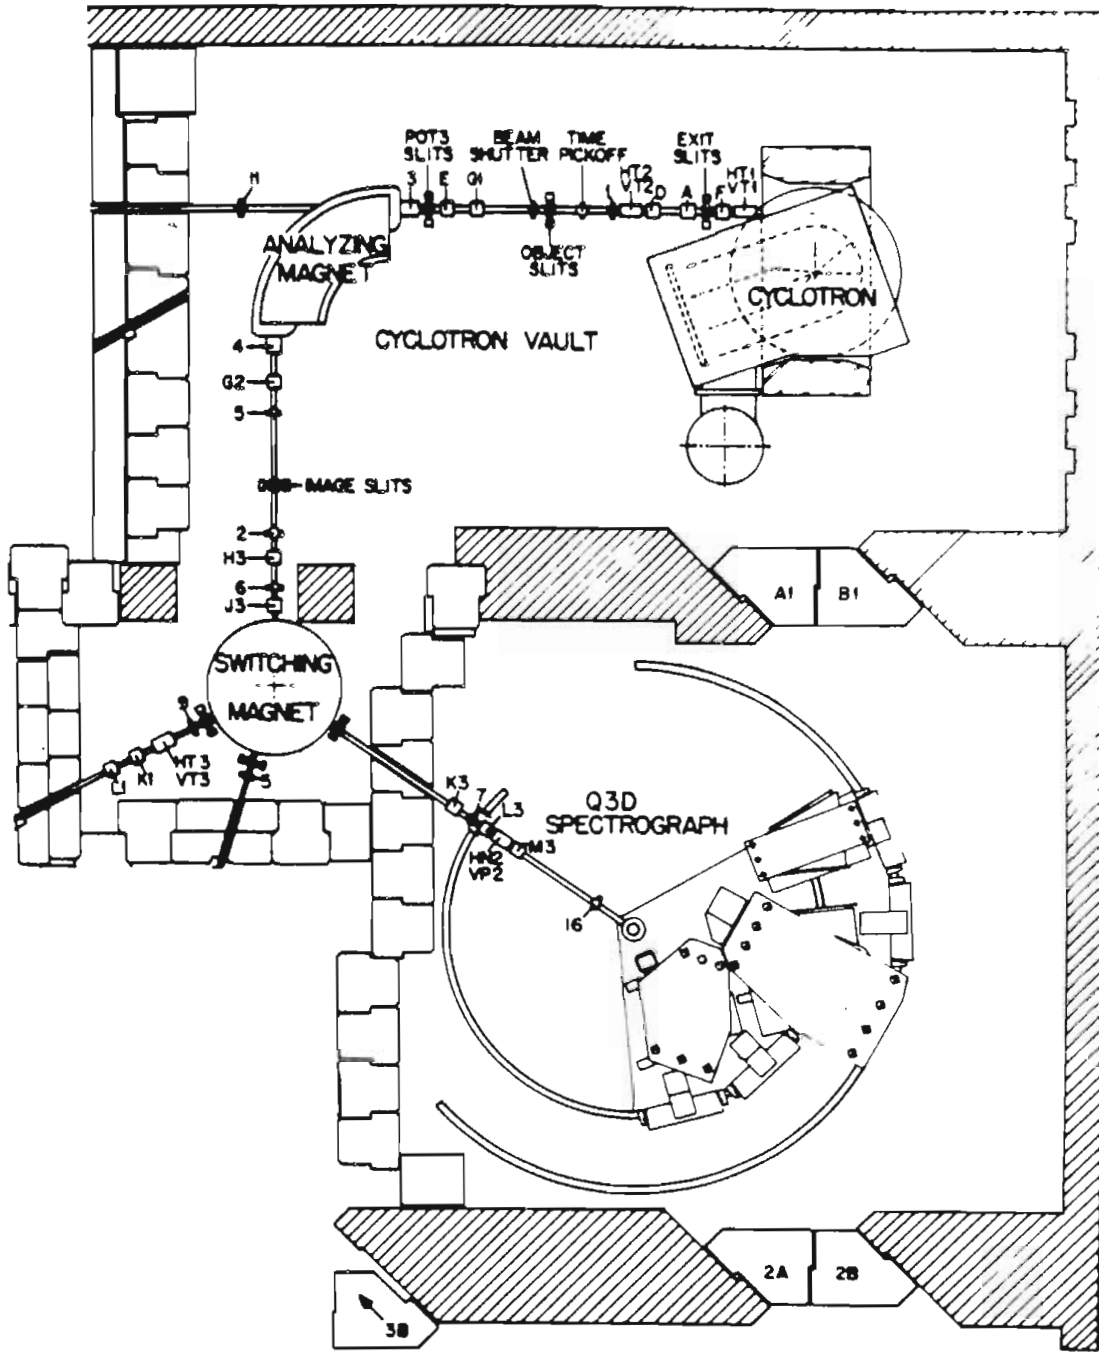 POT3
SLITS
BEAM
SHUTTER
TIME
PICKOFF
EXIT
SLITS
HT2
VT2
HT1
VT1
3
E
D
A
F
OBJECT
SLITS
ANALYZING
MAGNET
CYCLOTRON
CYCLOTRON VAULT
4
G2
5
IMAGE SLITS
2
H3
6
J3
A1
B1
SWITCHING
MAGNET
9
HT3
VT3
K1
5
K3
7
L3
M3
HN2
VP2
16
Q3D
SPECTROGRAPH
2A
2B
3B